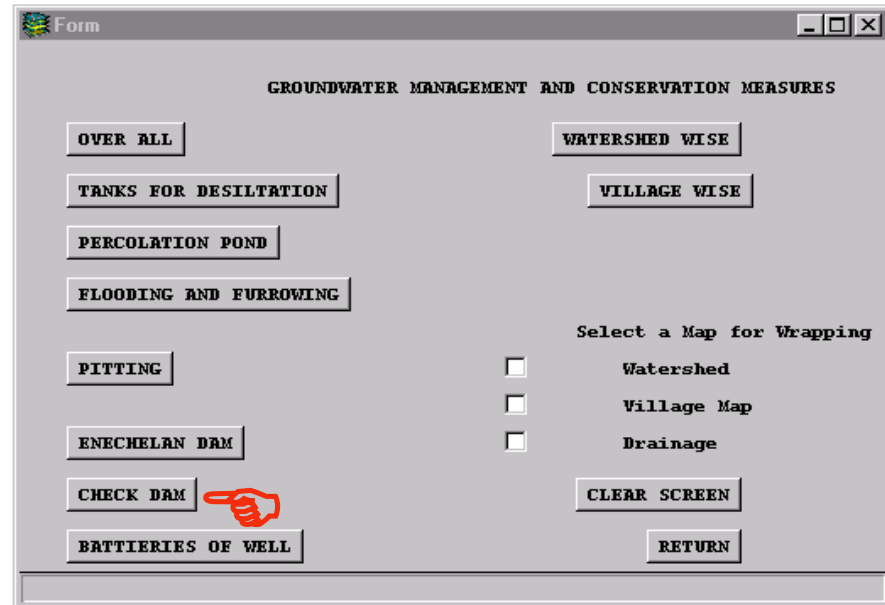 Form
GROUNDWATER MANAGEMENT AND CONSERVATION MEASURES
OVER ALL
WATERSHED WISE
TANKS FOR DESILTATION
VILLAGE WISE
PERCOLATION POND
FLOODING AND FURROWING
Select a Map for Wrapping
PITTING
Watershed
Village Map
ENECHELAN DAM
Drainage
CHECK DAM
CLEAR SCREEN
BATTIERIES OF WELL
RETURN